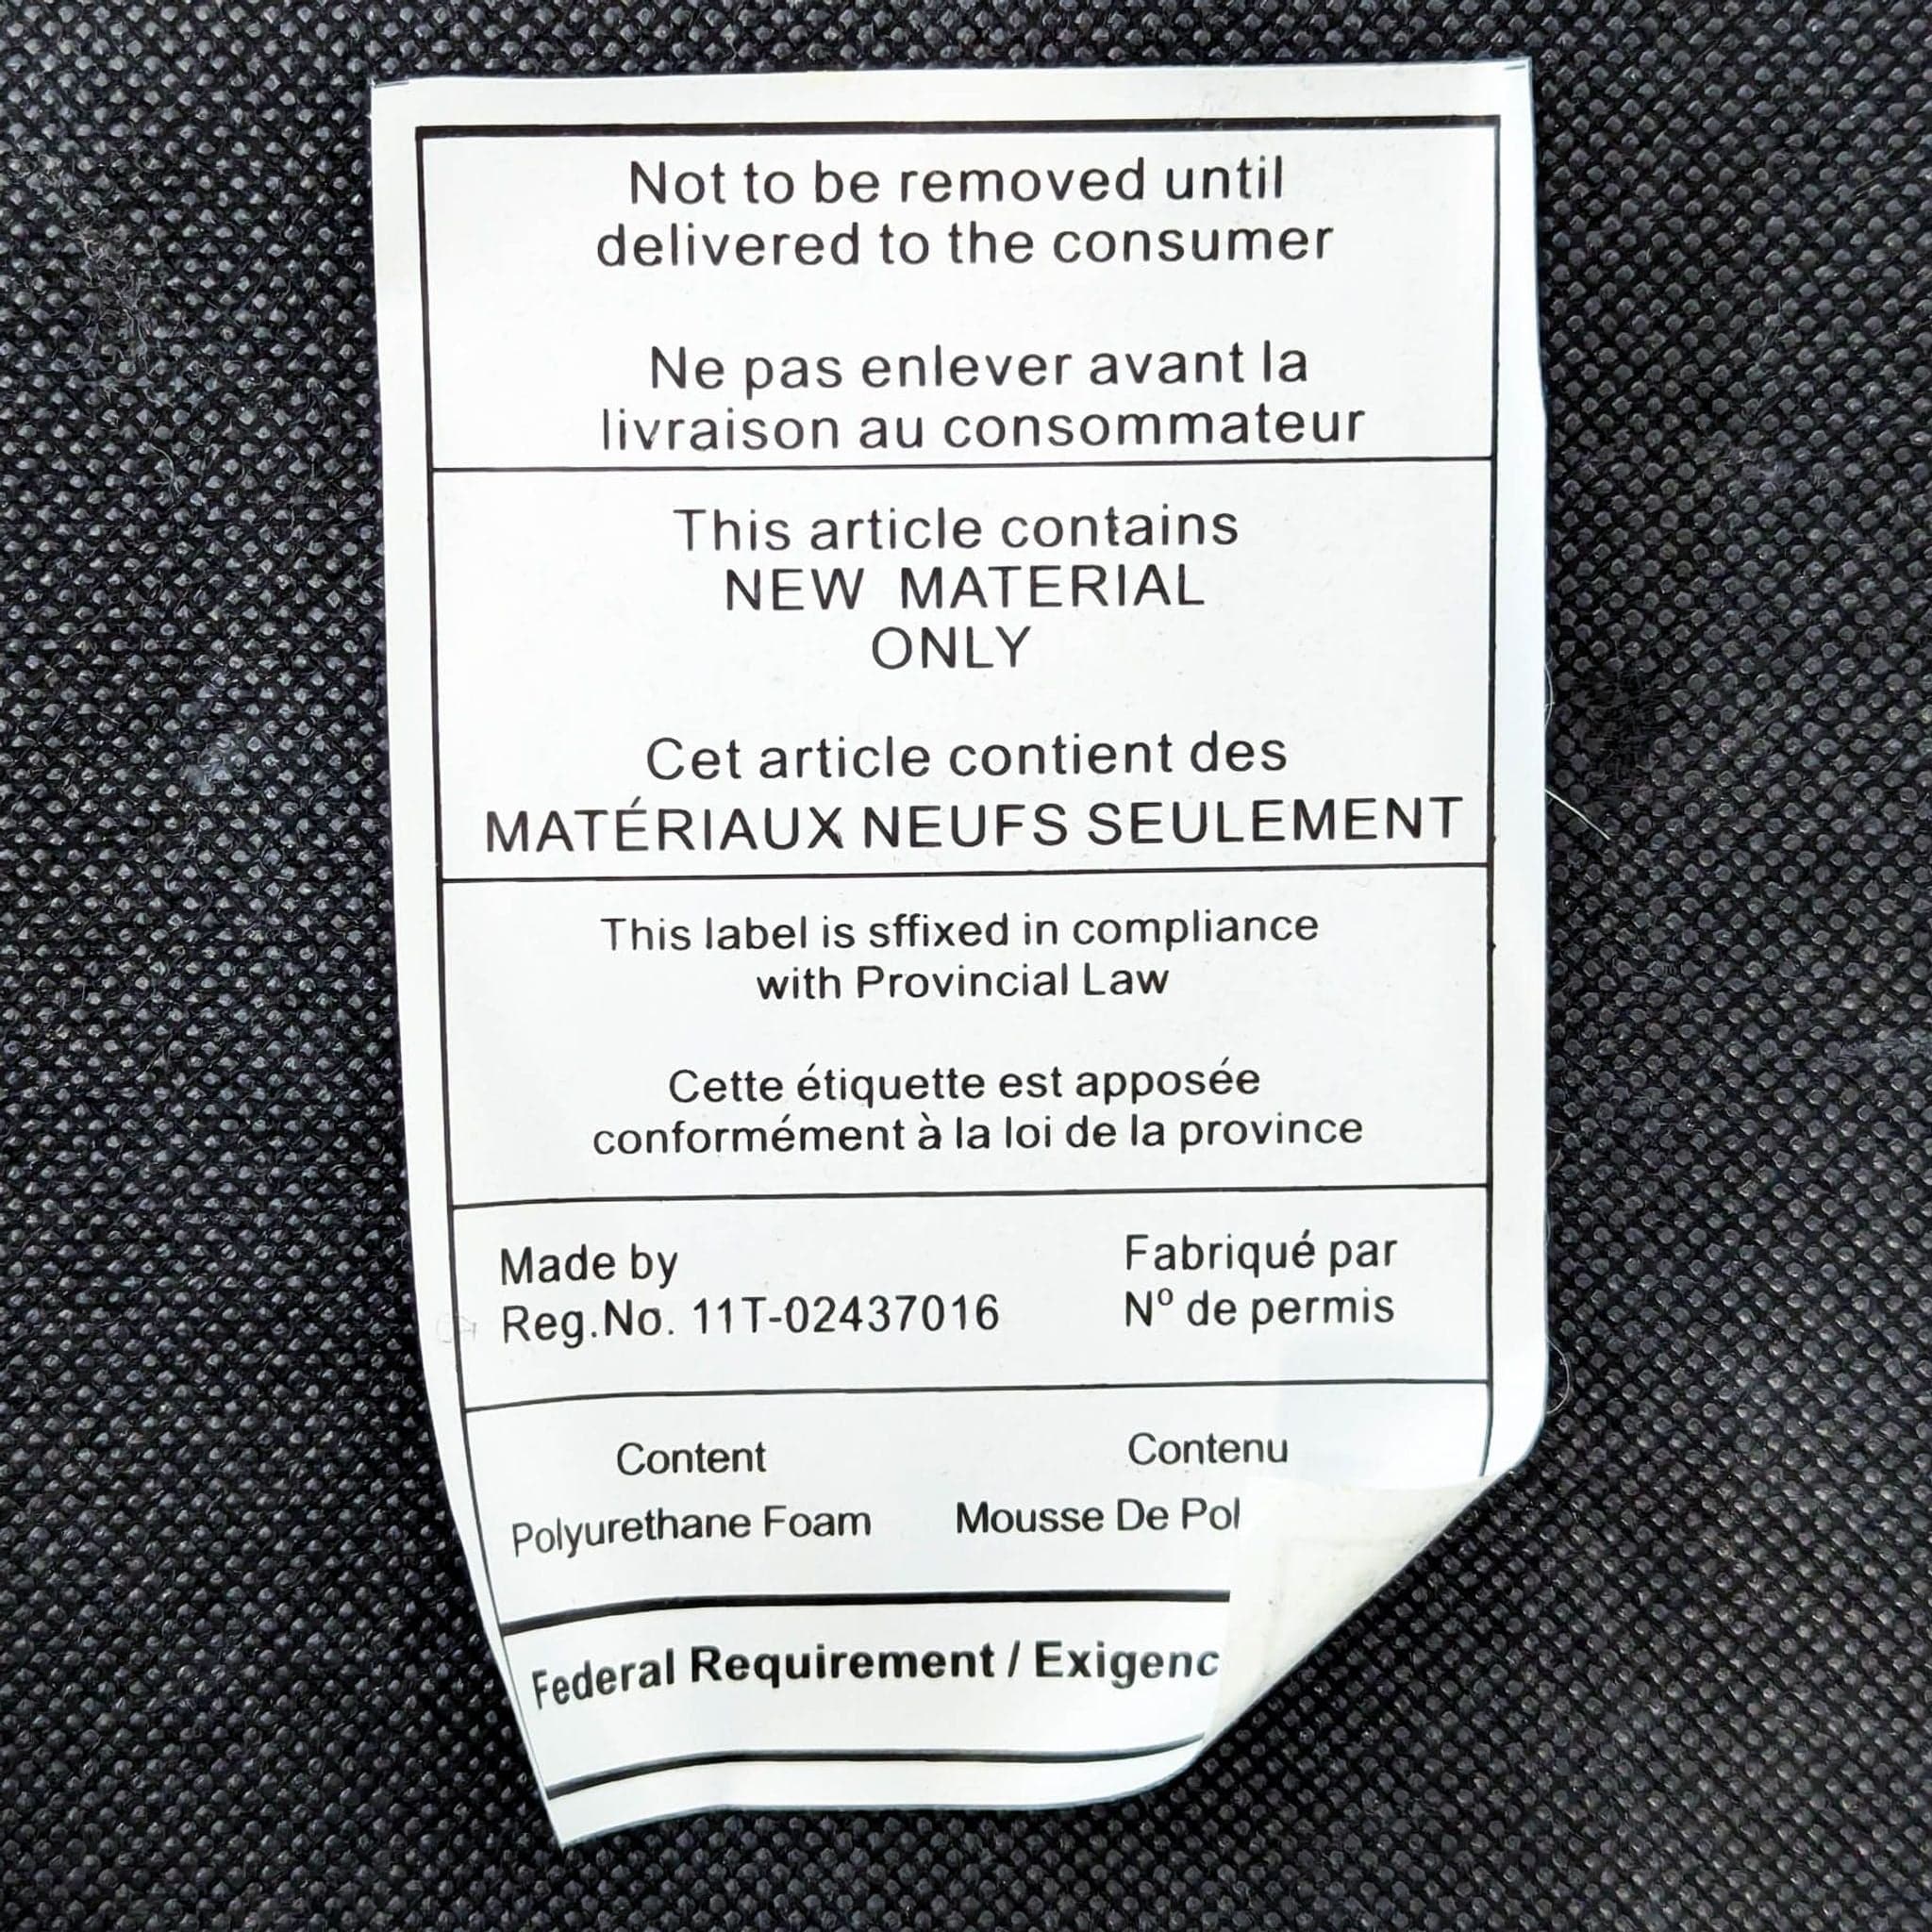 Not to be removed until
delivered to the consumer
Ne pas enlever avant la
livraison au consommateur
This article contains
NEW MATERIAL
ONLY
Cet article contient des
MATÉRIAUX NEUFS SEULEMENT
This label is sffixed in compliance
with Provincial Law
Cette étiquette est apposée
conformément à la loi de la province
Made by Fabriqué par
Reg.No. 11T-02437016 Nº de permis
Content Contenu
Polyurethane Foam Mousse De Pol
Federal Requirement / Exigenc